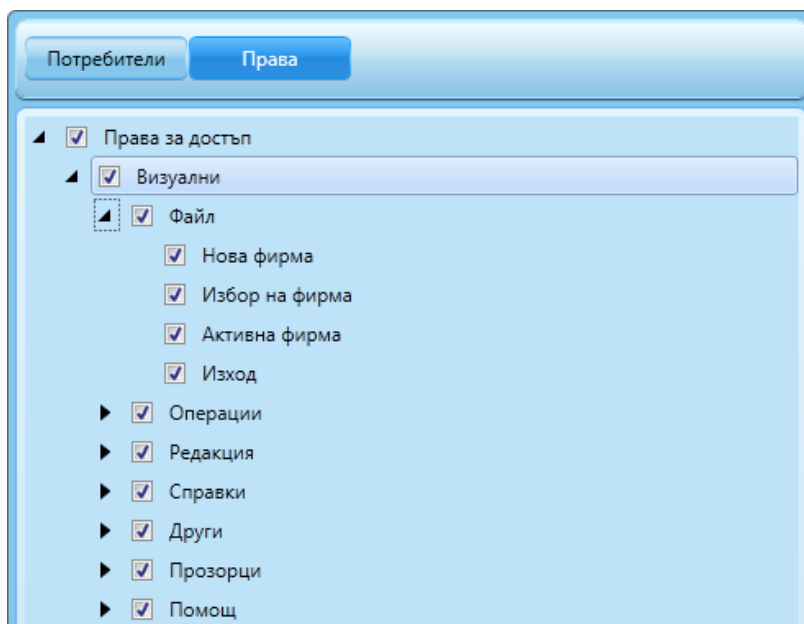 Потребители Права
Права за достъп
Визуални
Файл
Нова фирма
Избор на фирма
Активна фирма
Изход
Операции
Редакция
Справки
Други
Прозорци
Помощ